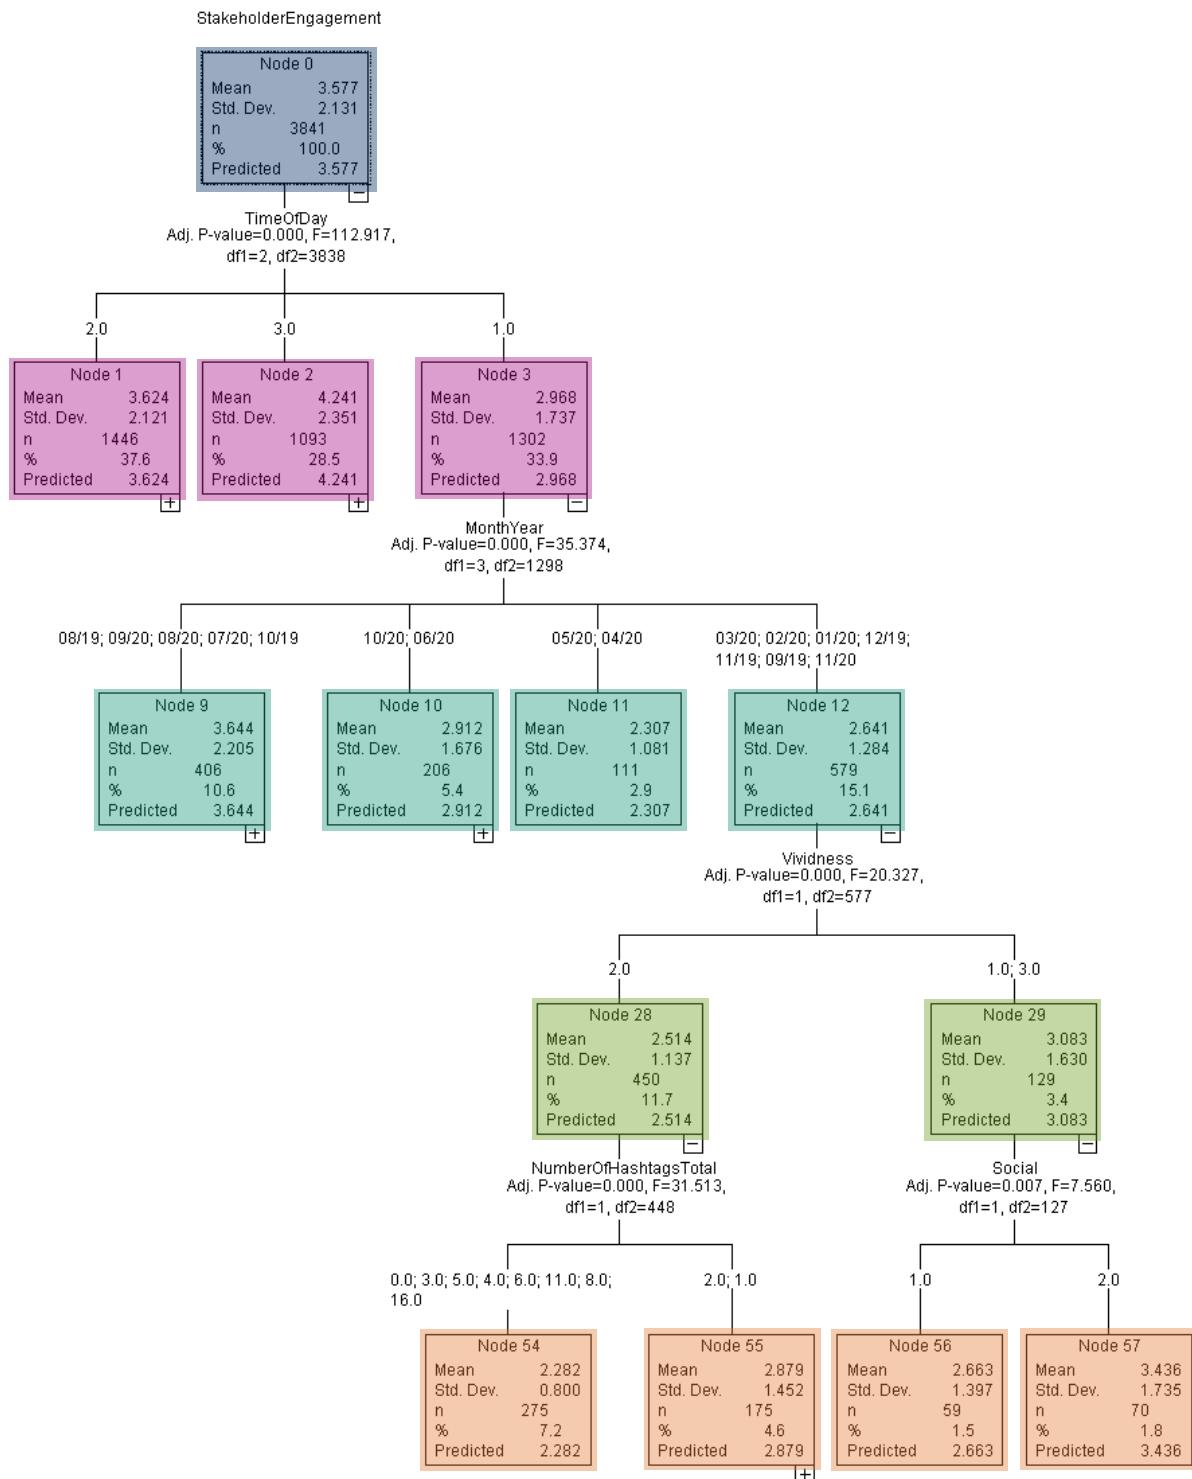 StakeholderEngagement
Node 0
Mean 3.577
Std. Dev. 2.131
n 3841
% 100.0
Predicted 3.577
TimeOfDay
Adj. P-value=0.000, F=112.917,
df1=2, df2=3838
2.0
3.0
1.0
Node 1
Mean 3.624
Std. Dev. 2.121
n 1446
% 37.6
Predicted 3.624
Node 2
Mean 4.241
Std. Dev. 2.351
n 1093
% 28.5
Predicted 4.241
Node 3
Mean 2.968
Std. Dev. 1.737
n 1302
% 33.9
Predicted 2.968
MonthYear
Adj. P-value=0.000, F=35.374,
df1=3, df2=1298
08/19; 09/20; 08/20; 07/20; 10/19
10/20; 06/20
05/20; 04/20
03/20; 02/20; 01/20; 12/19;
11/19; 09/19; 11/20
Node 9
Mean 3.644
Std. Dev. 2.205
n 406
% 10.6
Predicted 3.644
Node 10
Mean 2.912
Std. Dev. 1.676
n 206
% 5.4
Predicted 2.912
Node 11
Mean 2.307
Std. Dev. 1.081
n 111
% 2.9
Predicted 2.307
Node 12
Mean 2.641
Std. Dev. 1.284
n 579
% 15.1
Predicted 2.641
Vividness
Adj. P-value=0.000, F=20.327,
df1=1, df2=577
2.0
1.0; 3.0
Node 28
Mean 2.514
Std. Dev. 1.137
n 450
% 11.7
Predicted 2.514
Node 29
Mean 3.083
Std. Dev. 1.630
n 129
% 3.4
Predicted 3.083
NumberOfHashtagsTotal
Adj. P-value=0.000, F=31.513,
df1=1, df2=448
Social
Adj. P-value=0.007, F=7.560,
df1=1, df2=127
0.0; 3.0; 5.0; 4.0; 6.0; 11.0; 8.0;
16.0
2.0; 1.0
1.0
2.0
Node 54
Mean 2.282
Std. Dev. 0.800
n 275
% 7.2
Predicted 2.282
Node 55
Mean 2.879
Std. Dev. 1.452
n 175
% 4.6
Predicted 2.879
Node 56
Mean 2.663
Std. Dev. 1.397
n 59
% 1.5
Predicted 2.663
Node 57
Mean 3.436
Std. Dev. 1.735
n 70
% 1.8
Predicted 3.436